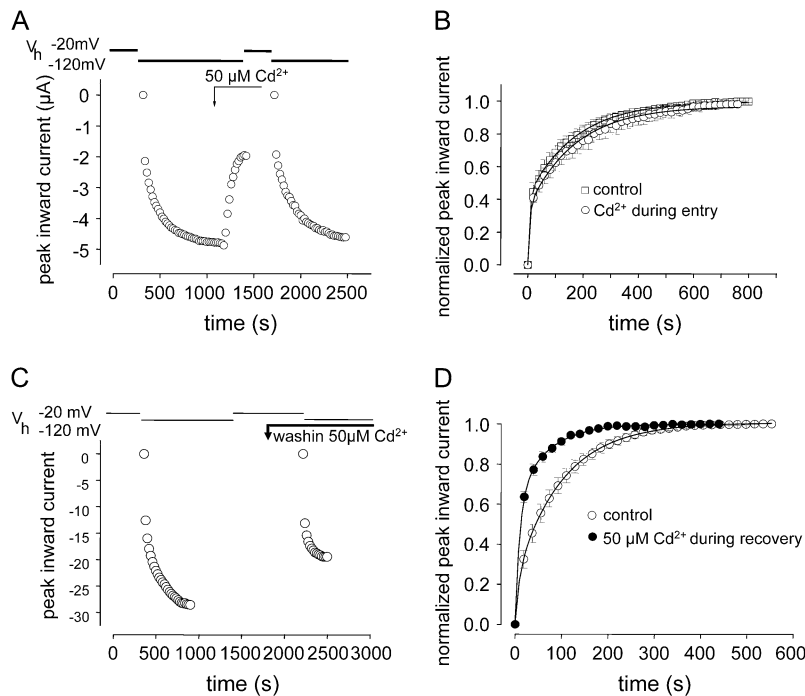 A
V_h
-20mV
-120mV
50 µM Cd²⁺
peak inward current (µA)
0
-1
-2
-3
-4
-5
0 500 1000 1500 2000 2500
time (s)
B
normalized peak inward current
1.0
0.8
0.6
0.4
0.2
0.0
control
Cd²⁺ during entry
0 200 400 600 800
time (s)
C
V_h
-20 mV
-120 mV
washin 50µM Cd²⁺
peak inward current
0
-5
-10
-15
-20
-25
-30
0 500 1000 1500 2000 2500 3000
time (s)
D
normalized peak inward current
1.0
0.8
0.6
0.4
0.2
0.0
control
50 µM Cd²⁺ during recovery
0 100 200 300 400 500 600
time (s)